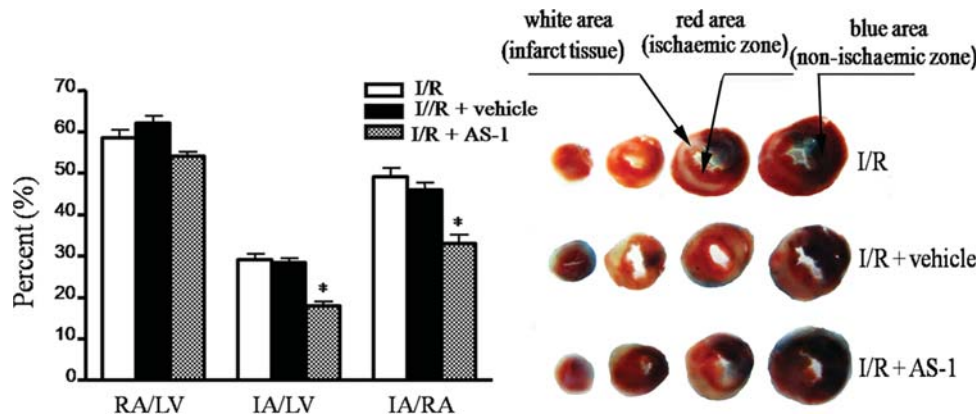 white area
(infarct tissue)
red area
(ischaemic zone)
blue area
(non-ischaemic zone)
I/R
I//R + vehicle
I/R + AS-1
Percent (%)
70
60
50
40
30
20
10
0
*
*
RA/LV
IA/LV
IA/RA
I/R
I/R + vehicle
I/R + AS-1